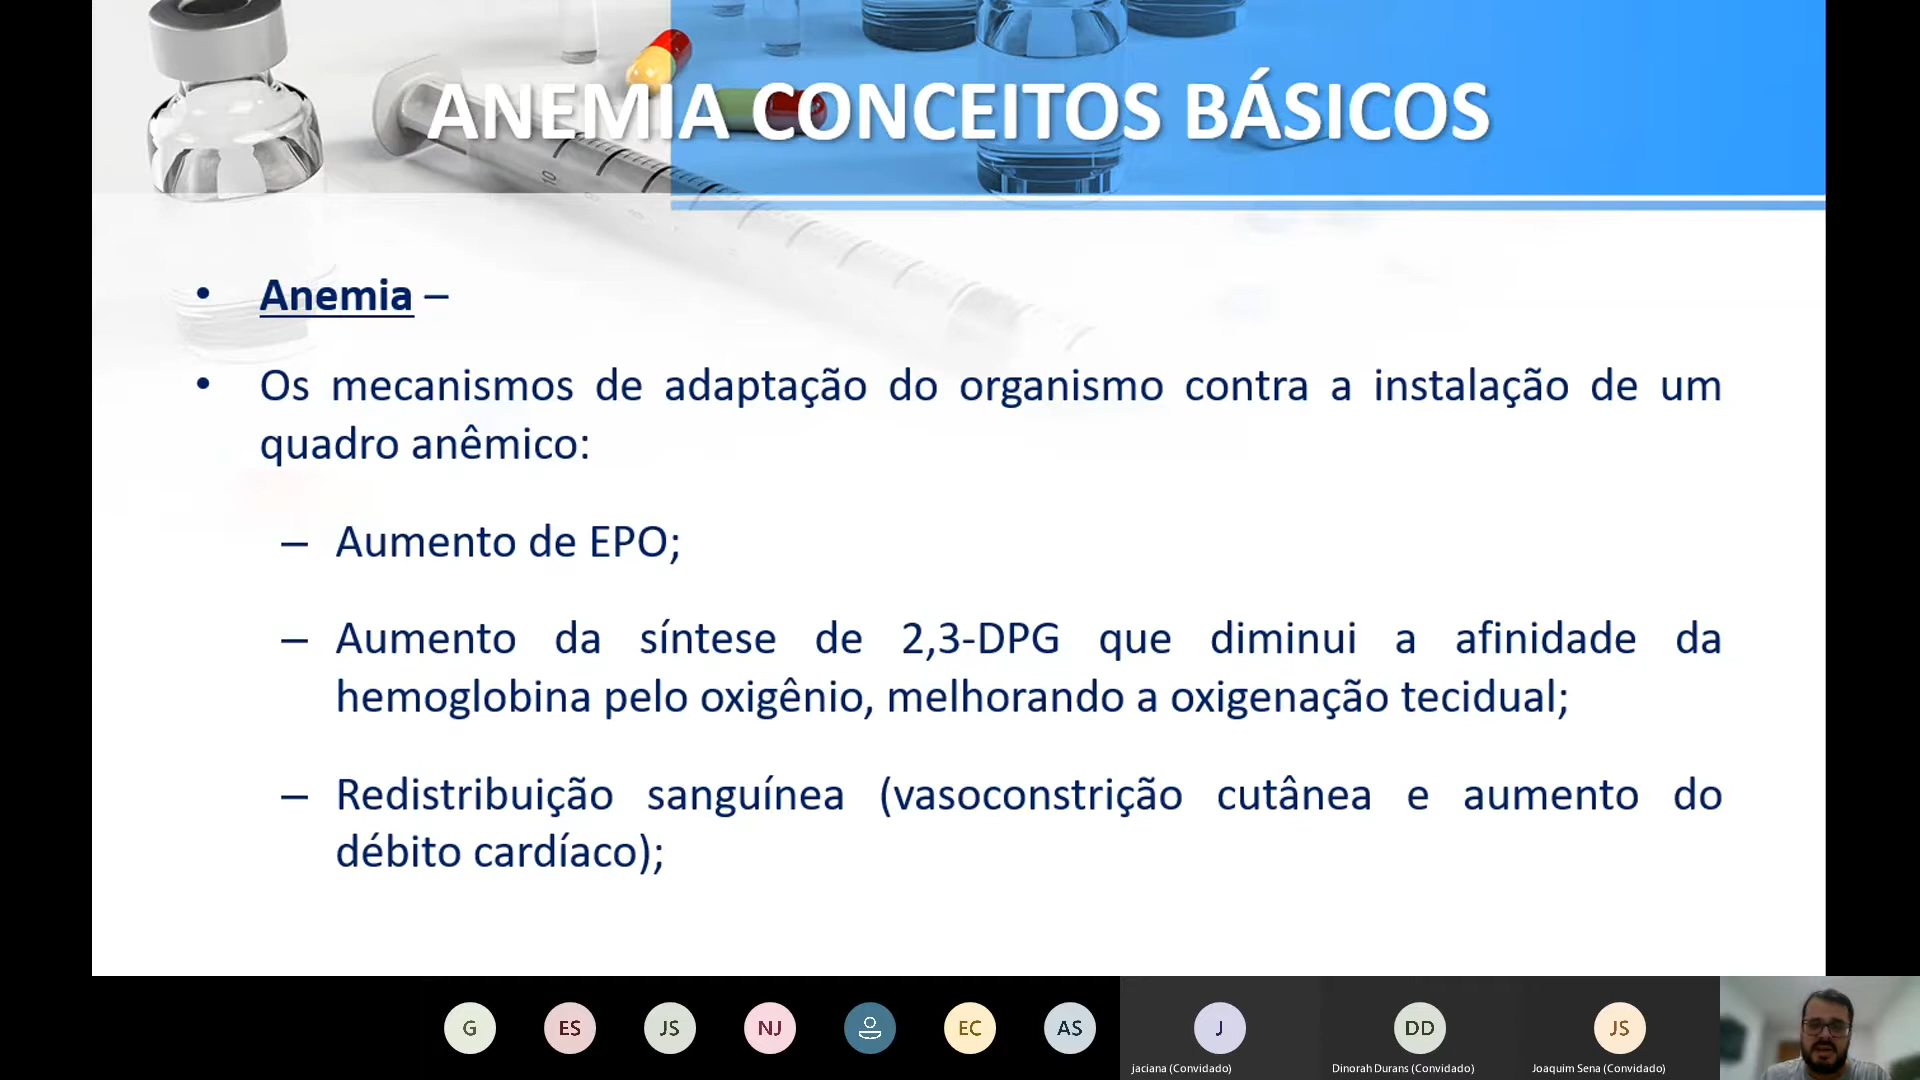 ANEMIA CONCEITOS BÁSICOS
• Anemia –
• Os mecanismos de adaptação do organismo contra a instalação de um
quadro anêmico:
– Aumento de EPO;
– Aumento da síntese de 2,3-DPG que diminui a afinidade da
hemoglobina pelo oxigênio, melhorando a oxigenação tecidual;
– Redistribuição sanguínea (vasoconstrição cutânea e aumento do
débito cardíaco);
10
G ES JS NJ EC AS J DD JS
jaciana (Convidado) Dinorah Durans (Convidado) Joaquim Sena (Convidado)